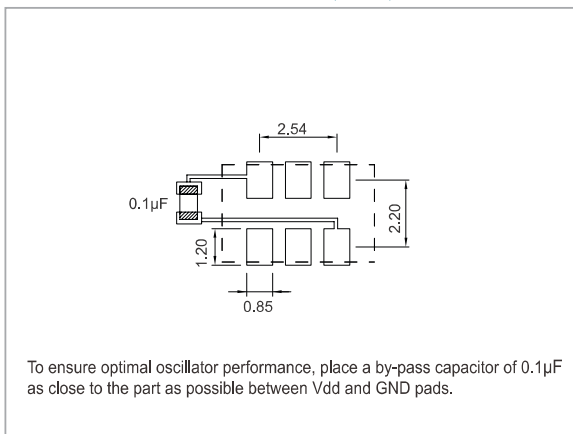 2.54
0.1µF
2.20
1.20
0.85
To ensure optimal oscillator performance, place a by-pass capacitor of 0.1µF
as close to the part as possible between Vdd and GND pads.